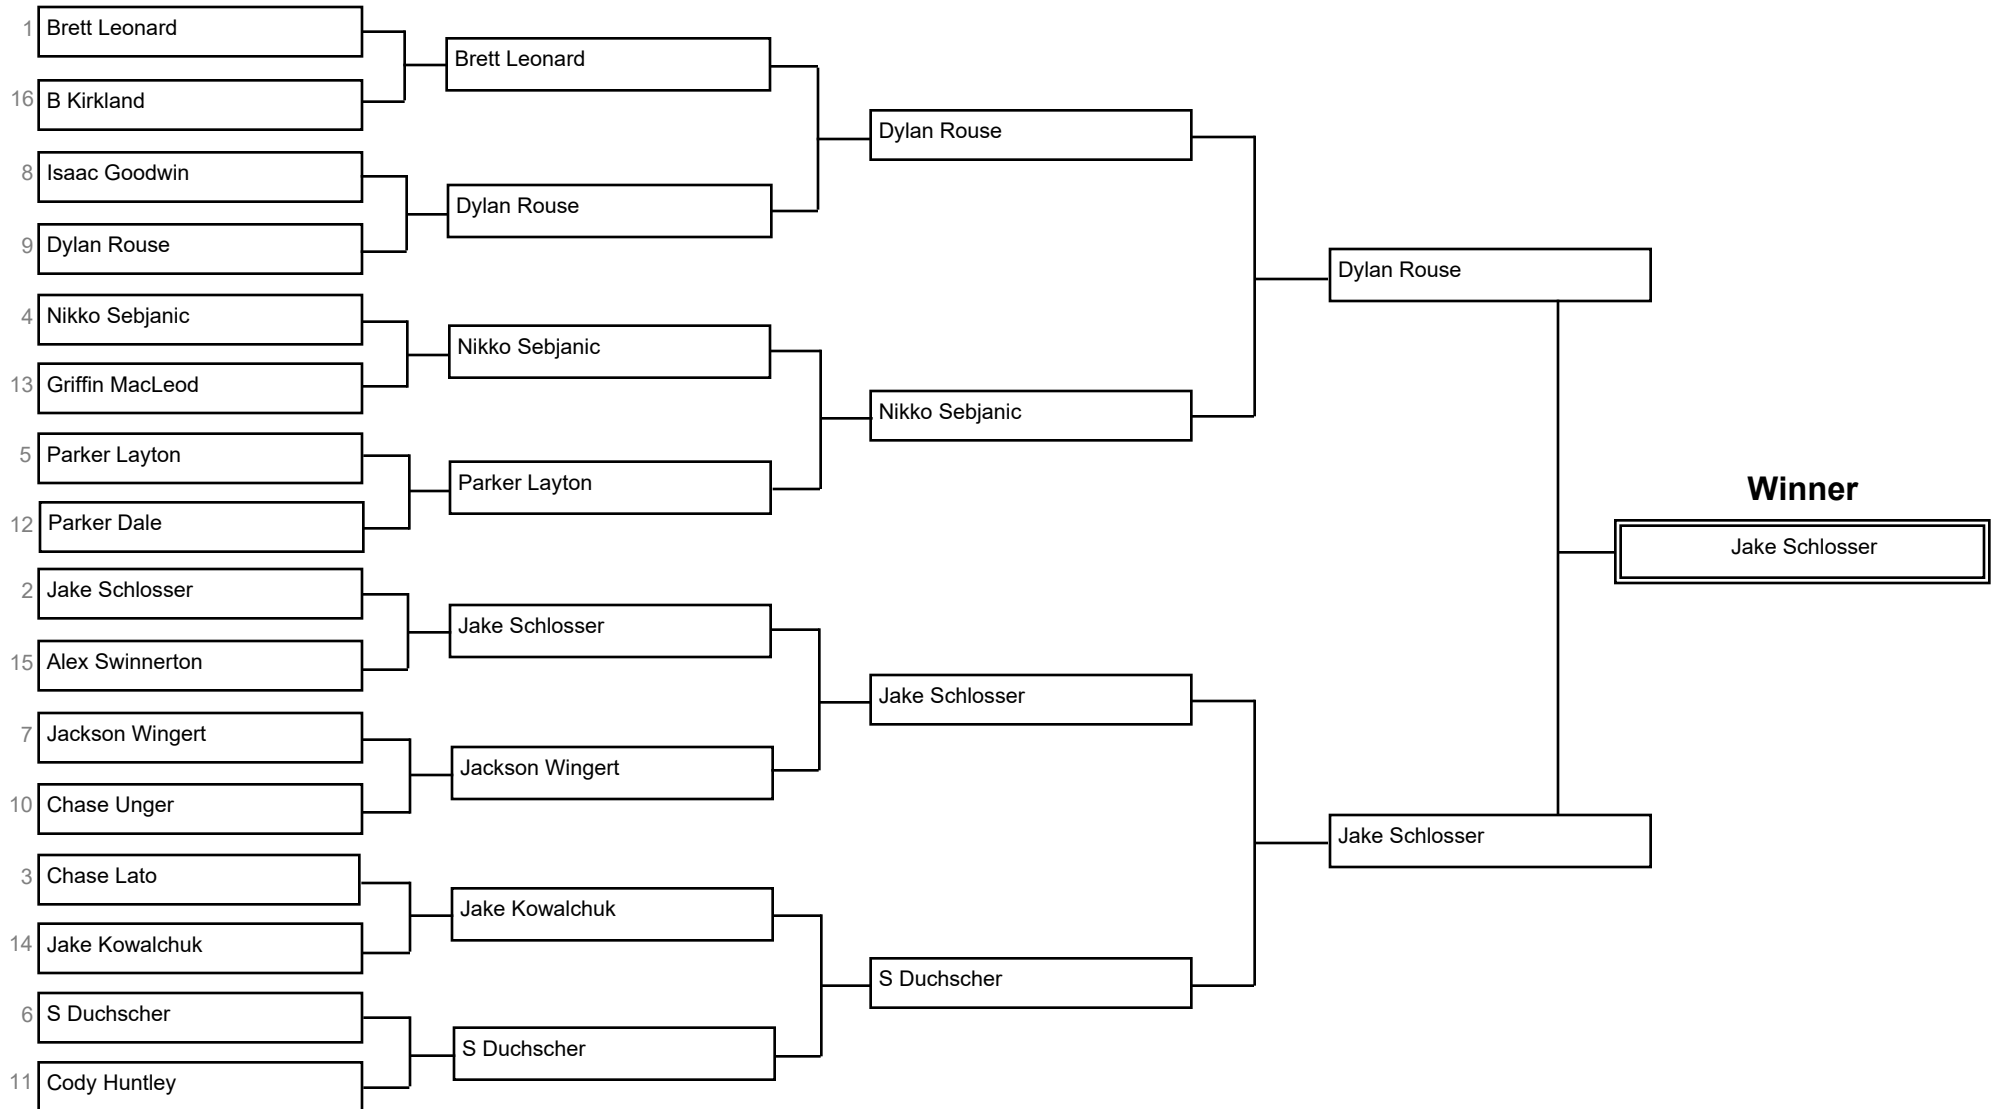 1 Brett Leonard
16 B Kirkland
8 Isaac Goodwin
9 Dylan Rouse
4 Nikko Sebjanic
13 Griffin MacLeod
5 Parker Layton
12 Parker Dale
2 Jake Schlosser
15 Alex Swinnerton
7 Jackson Wingert
10 Chase Unger
3 Chase Lato
14 Jake Kowalchuk
6 S Duchscher
11 Cody Huntley
Brett Leonard
Dylan Rouse
Nikko Sebjanic
Parker Layton
Jake Schlosser
Jackson Wingert
Jake Kowalchuk
S Duchscher
Dylan Rouse
Nikko Sebjanic
Jake Schlosser
S Duchscher
Dylan Rouse
Jake Schlosser
Winner
Jake Schlosser